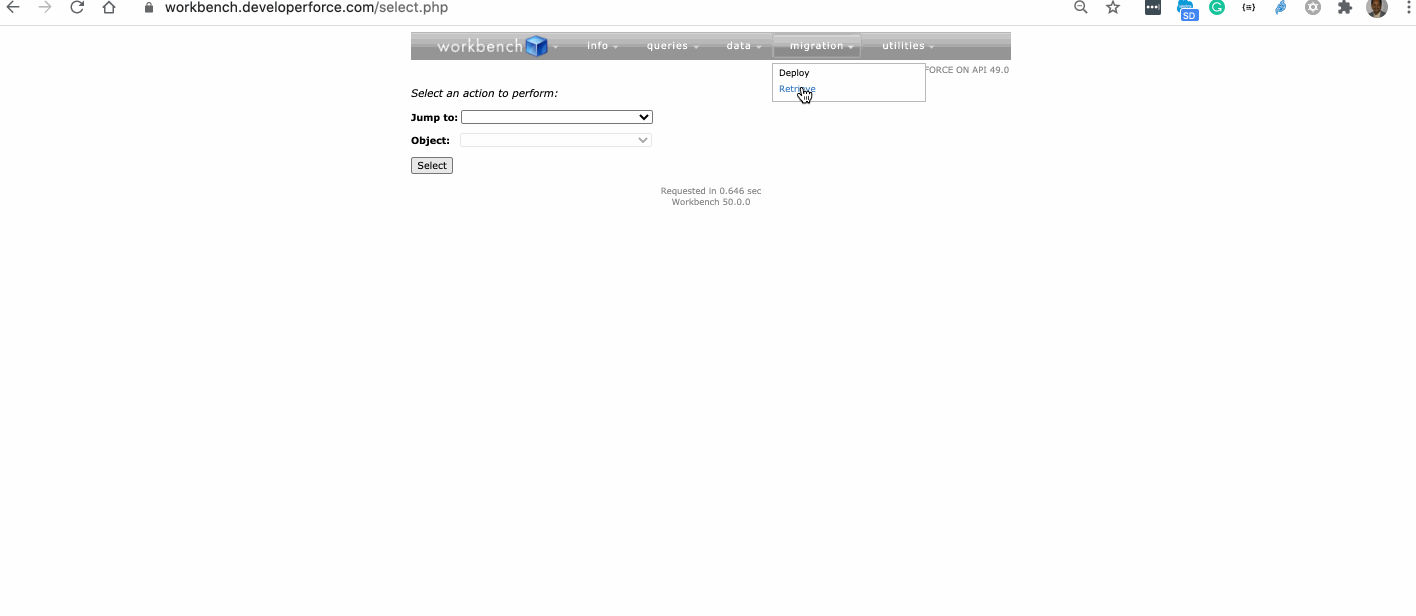 workbench.developerforce.com/select.php
SD
workbench info queries data migration utilities
FORCE ON API 49.0
Deploy
Retrieve
Select an action to perform:
Jump to:
Object:
Select
Requested in 0.646 sec
Workbench 50.0.0